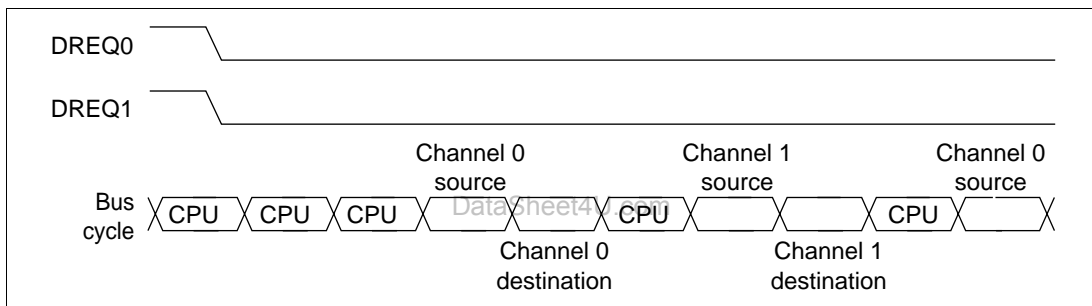 DREQ0
DREQ1
Channel 0
source
Channel 1
source
Channel 0
source
Bus
cycle
CPU CPU CPU CPU CPU
DataSheet4U.com
Channel 0
destination
Channel 1
destination